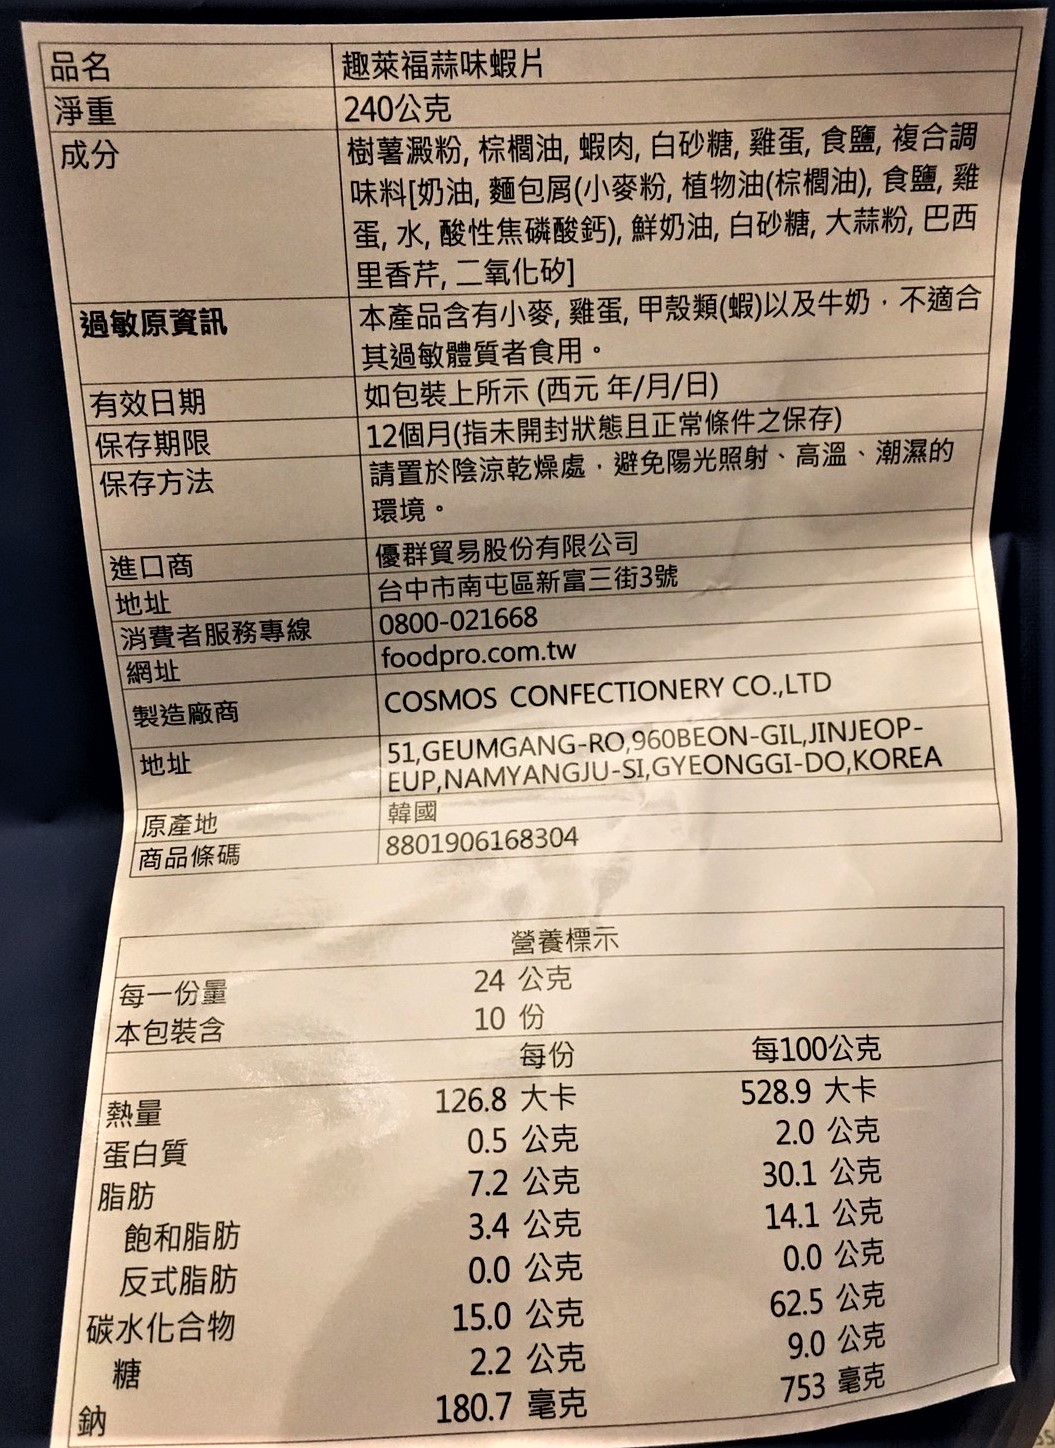 品名 趣萊福蒜味蝦片
淨重 240公克
成分 樹薯澱粉, 棕櫚油, 蝦肉, 白砂糖, 雞蛋, 食鹽, 複合調
味料[奶油, 麵包屑(小麥粉, 植物油(棕櫚油), 食鹽, 雞
蛋, 水, 酸性焦磷酸鈣), 鮮奶油, 白砂糖, 大蒜粉, 巴西
里香芹, 二氧化矽]
過敏原資訊 本產品含有小麥, 雞蛋, 甲殼類(蝦)以及牛奶，不適合
其過敏體質者食用。
有效日期 如包裝上所示 (西元 年/月/日)
保存期限 12個月(指未開封狀態且正常條件之保存)
保存方法 請置於陰涼乾燥處，避免陽光照射、高溫、潮濕的
環境。
進口商 優群貿易股份有限公司
地址 台中市南屯區新富三街3號
消費者服務專線 0800-021668
網址 foodpro.com.tw
製造廠商 COSMOS CONFECTIONERY CO.,LTD
地址 51,GEUMGANG-RO,960BEON-GIL,JINJEOP-
EUP,NAMYANGJU-SI,GYEONGGI-DO,KOREA
原產地 韓國
商品條碼 8801906168304
營養標示
每一份量 24 公克
本包裝含 10 份
每份 每100公克
熱量 126.8 大卡 528.9 大卡
蛋白質 0.5 公克 2.0 公克
脂肪 7.2 公克 30.1 公克
飽和脂肪 3.4 公克 14.1 公克
反式脂肪 0.0 公克 0.0 公克
碳水化合物 15.0 公克 62.5 公克
糖 2.2 公克 9.0 公克
鈉 180.7 毫克 753 毫克